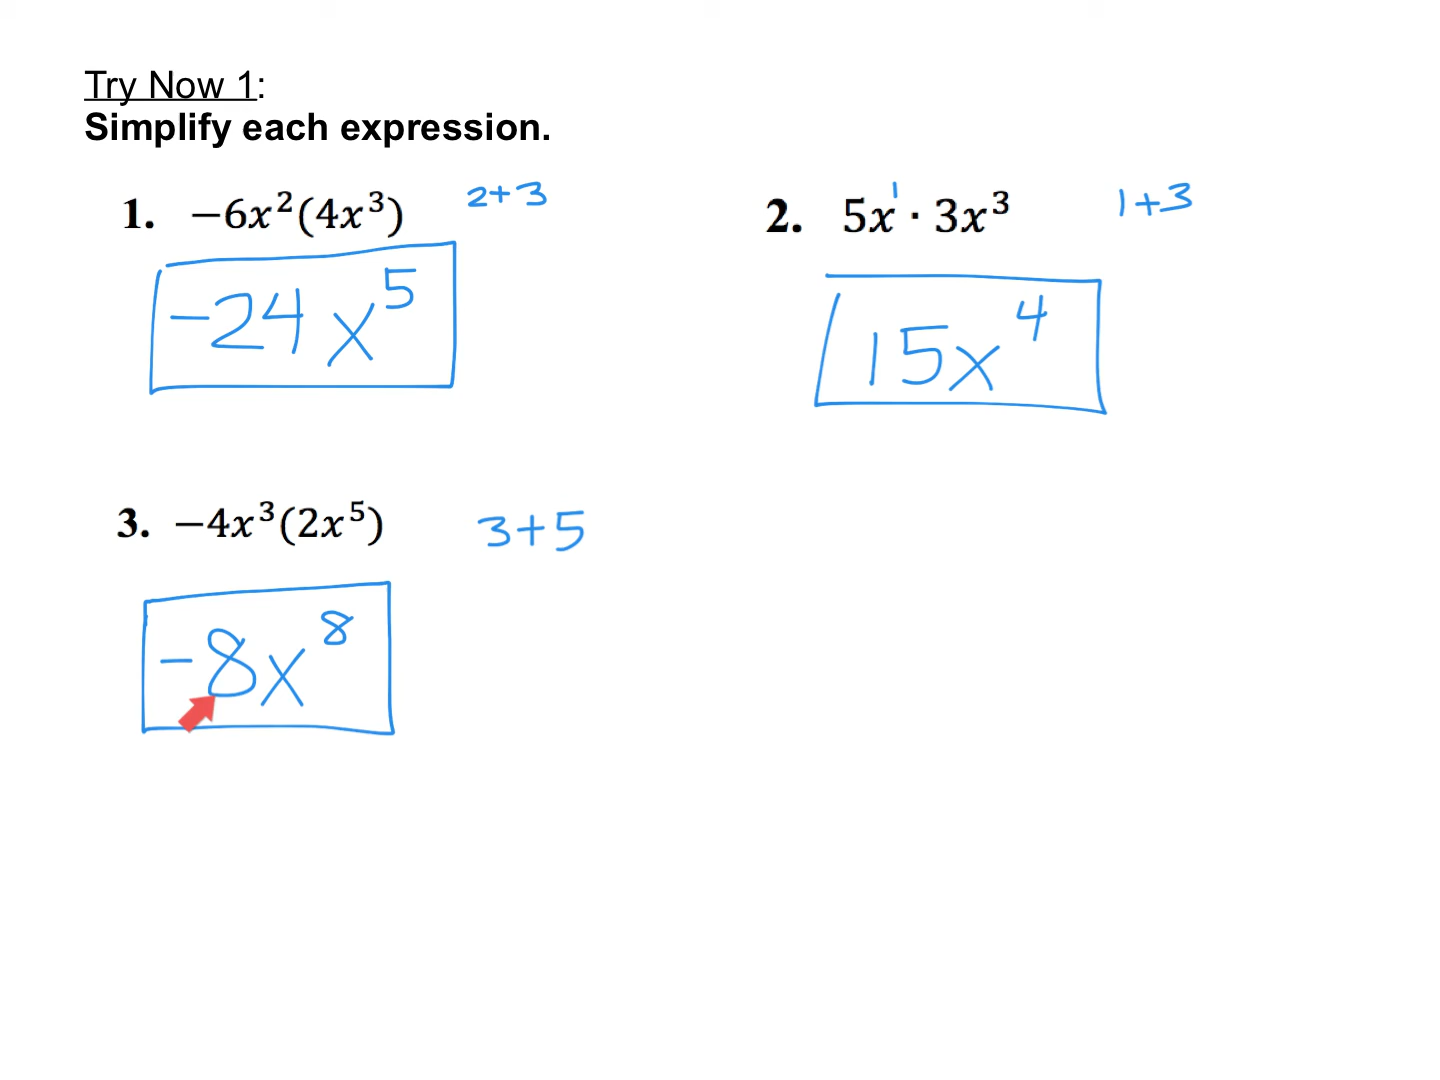 Try Now 1:
Simplify each expression.
1. −6x²(4x³) 2+3
−24x⁵
2. 5x¹ · 3x³ 1+3
15x⁴
3. −4x³(2x⁵) 3+5
−8x⁸